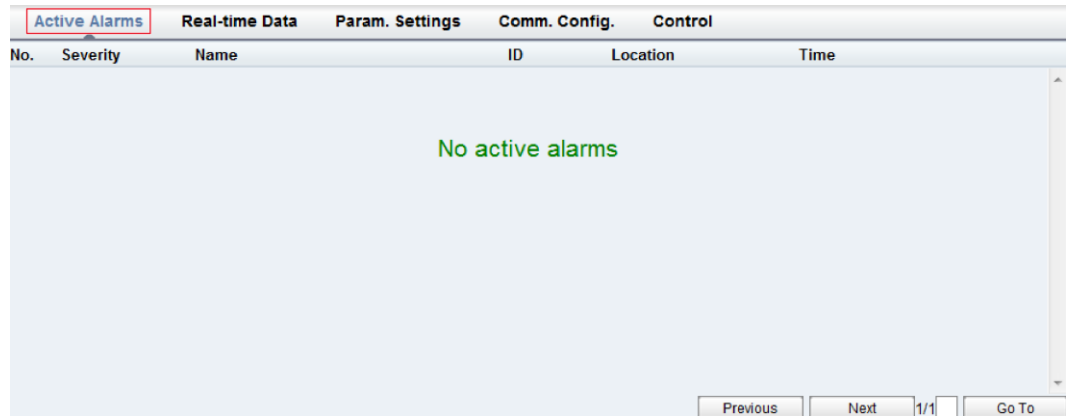 Active Alarms Real-time Data Param. Settings Comm. Config. Control
No. Severity Name ID Location Time
No active alarms
Previous Next 1/1 Go To